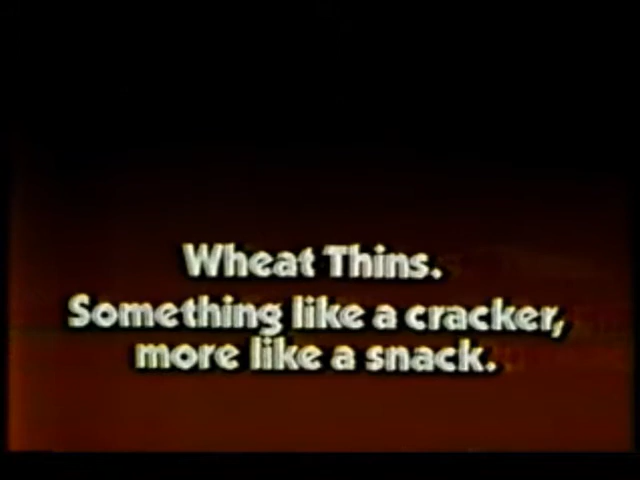 Wheat Thins.
Something like a cracker,
more like a snack.